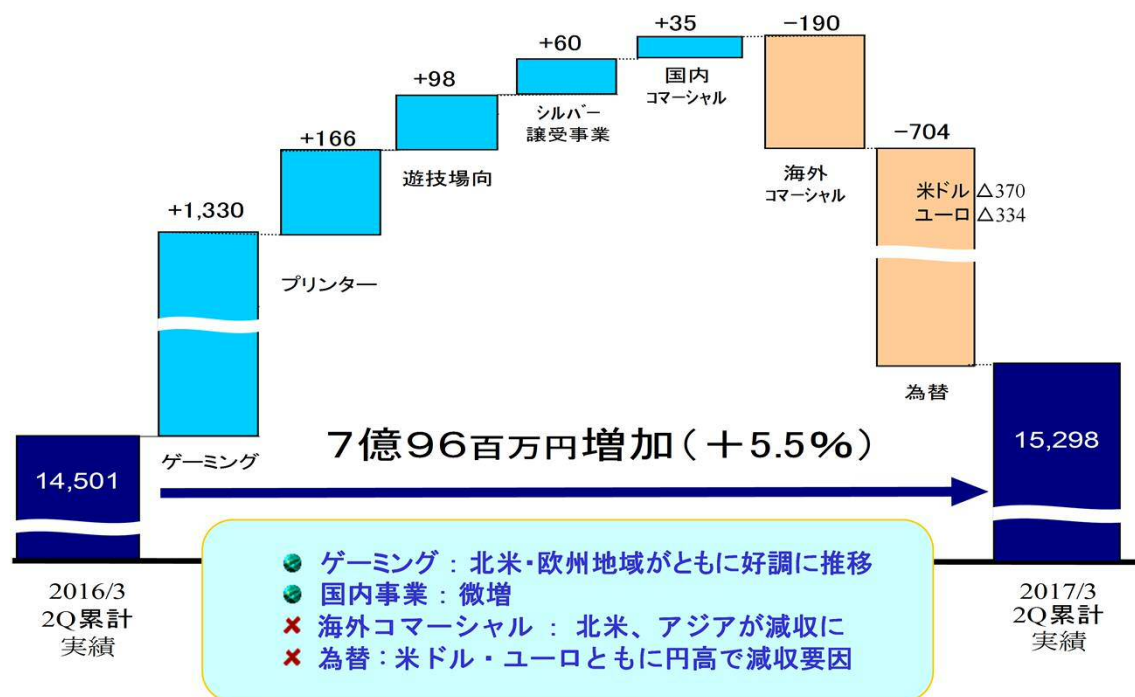 +35
−190
+60
国内
コマーシャル
+98
シルバー
譲受事業
−704
+166
遊技場向
海外
コマーシャル
米ドル △370
ユーロ △334
+1,330
プリンター
為替
7億96百万円増加(+5.5%)
15,298
ゲーミング
14,501
ゲーミング : 北米・欧州地域がともに好調に推移
国内事業 : 微増
海外コマーシャル : 北米、アジアが減収に
為替 : 米ドル・ユーロともに円高で減収要因
2016/3
2Q累計
実績
2017/3
2Q累計
実績